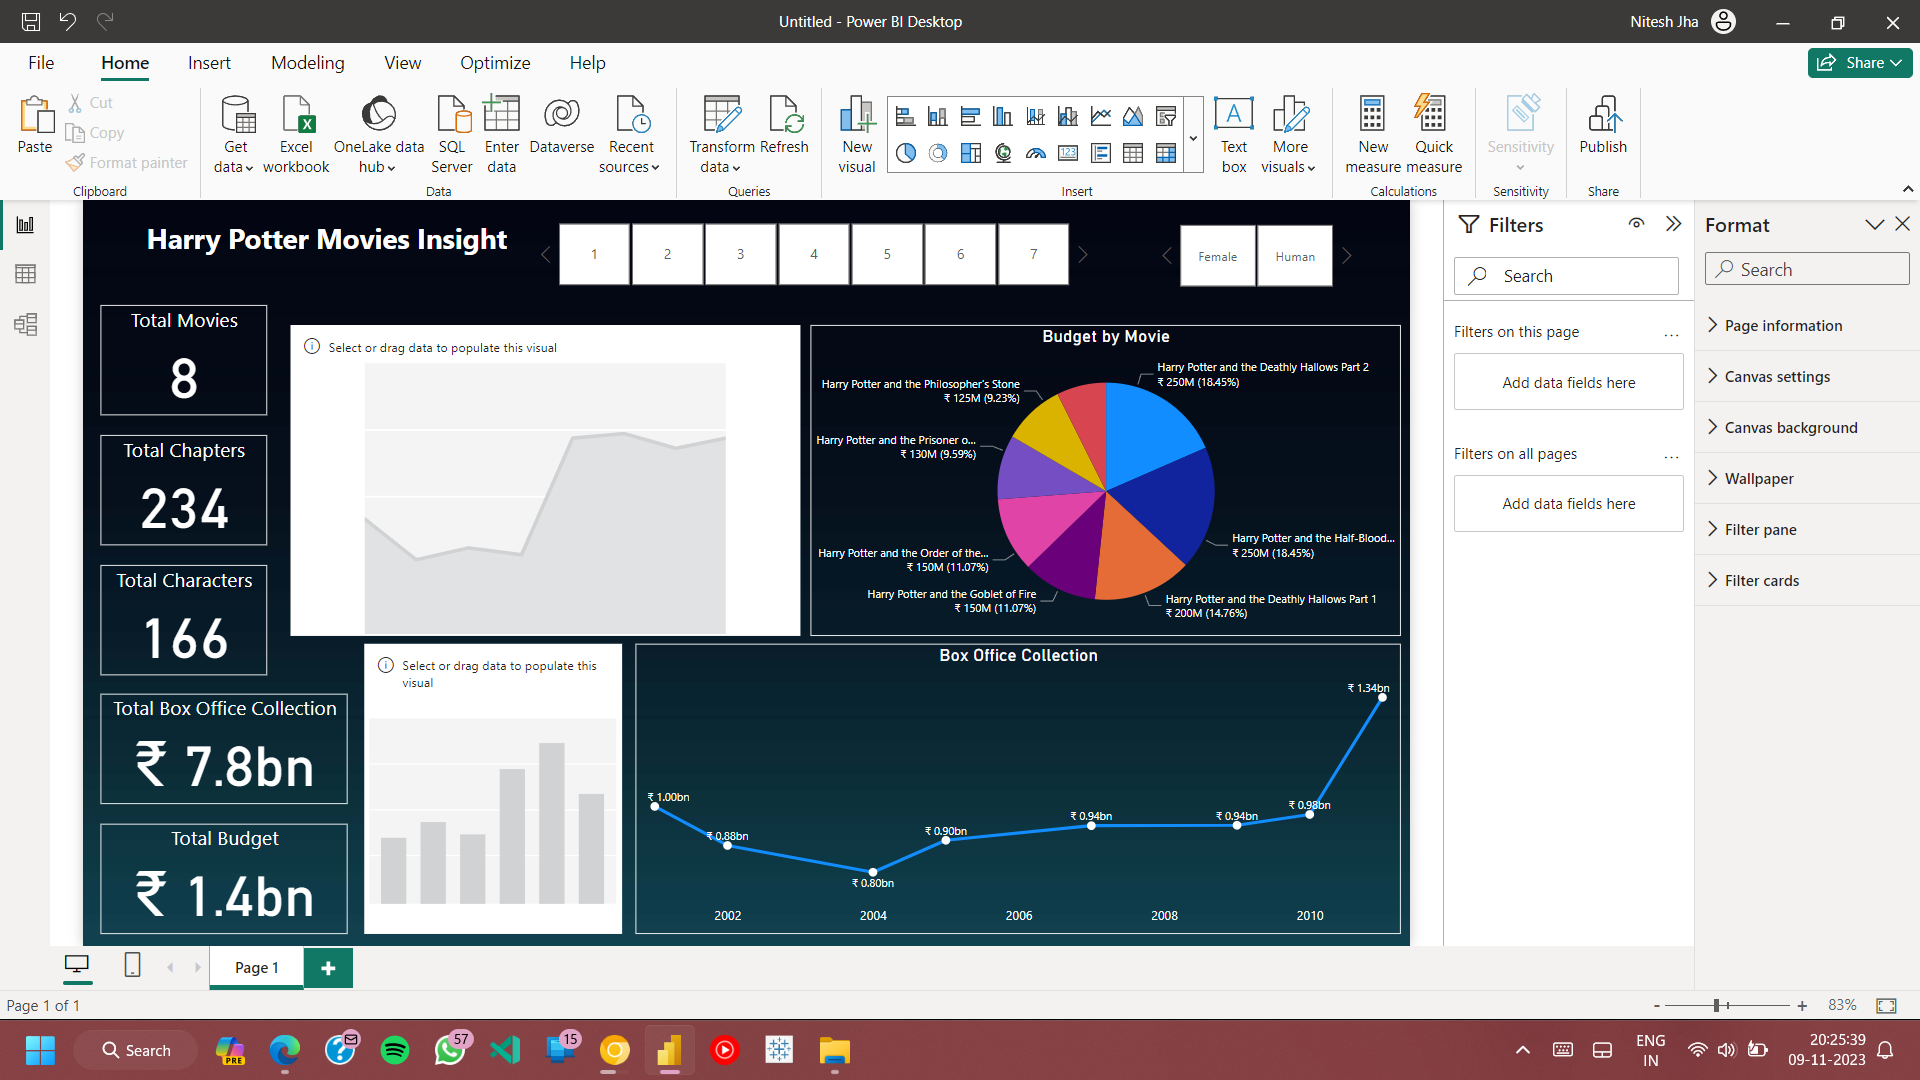 Untitled - Power BI Desktop
Nitesh Jha
File
Home
Insert
Modeling
View
Optimize
Help
Share
Paste
Cut
Copy
Format painter
Clipboard
Get data
Excel workbook
OneLake data hub
SQL Server
Enter data
Dataverse
Recent sources
Data
Transform data
Refresh
Queries
New visual
Text box
More visuals
Insert
New measure
Quick measure
Calculations
Sensitivity
Sensitivity
Publish
Share
Harry Potter Movies Insight
1
2
3
4
5
6
7
Female
Human
Total Movies
8
Total Chapters
234
Total Characters
166
Total Box Office Collection
₹ 7.8bn
Total Budget
₹ 1.4bn
Select or drag data to populate this visual
Budget by Movie
Harry Potter and the Deathly Hallows Part 2
₹ 250M (18.45%)
Harry Potter and the Philosopher's Stone
₹ 125M (9.23%)
Harry Potter and the Prisoner o...
₹ 130M (9.59%)
Harry Potter and the Order of the...
₹ 150M (11.07%)
Harry Potter and the Goblet of Fire
₹ 150M (11.07%)
Harry Potter and the Half-Blood...
₹ 250M (18.45%)
Harry Potter and the Deathly Hallows Part 1
₹ 200M (14.76%)
Select or drag data to populate this
visual
Box Office Collection
₹ 1.00bn
₹ 0.88bn
₹ 0.80bn
₹ 0.90bn
₹ 0.94bn
₹ 0.94bn
₹ 0.98bn
₹ 1.34bn
2002
2004
2006
2008
2010
Filters
Search
Filters on this page
...
Add data fields here
Filters on all pages
...
Add data fields here
Format
Search
Page information
Canvas settings
Canvas background
Wallpaper
Filter pane
Filter cards
Page 1
+
Page 1 of 1
-
+
83%
Search
PRE
57
15
ENG
IN
20:25:39
09-11-2023